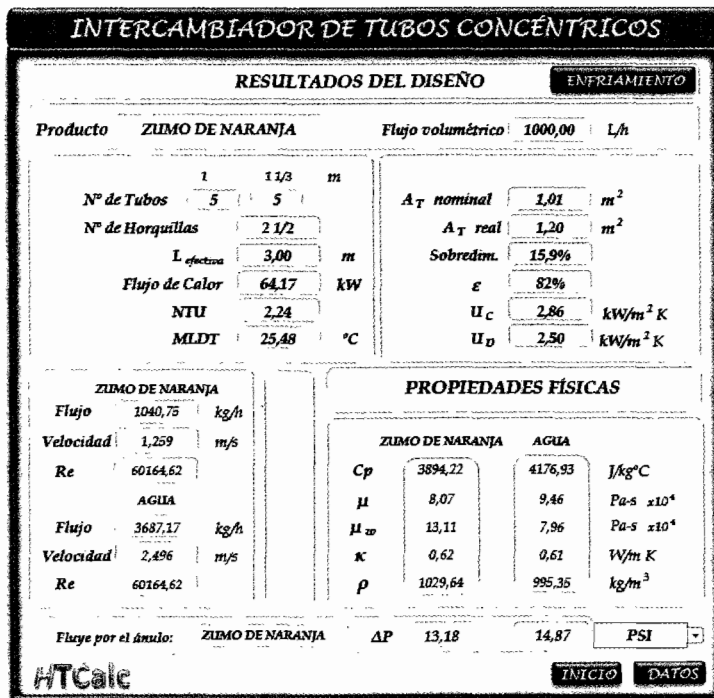 INTERCAMBIADOR DE TUBOS CONCÉNTRICOS
RESULTADOS DEL DISEÑO ENFRIAMIENTO
Producto ZUMO DE NARANJA Flujo volumétrico 1000,00 L/h
1 1 1/3 m
Nº de Tubos 5 5
Nº de Horquillas 2 1/2
L efectiva 3,00 m
Flujo de Calor 64,17 kW
NTU 2,24
MLDT 25,48 °C
A T nominal 1,01 m²
A T real 1,20 m²
Sobredim. 15,9%
ε 82%
U C 2,86 kW/m² K
U D 2,50 kW/m² K
ZUMO DE NARANJA
Flujo 1040,75 kg/h
Velocidad 1,259 m/s
Re 60164,62
AGUA
Flujo 3687,17 kg/h
Velocidad 2,496 m/s
Re 60164,62
PROPIEDADES FÍSICAS
ZUMO DE NARANJA AGUA
Cp 3894,22 4176,93 J/kg°C
μ 8,07 9,46 Pa-s x10⁴
μ w 13,11 7,96 Pa-s x10⁴
κ 0,62 0,61 W/m K
ρ 1029,64 995,35 kg/m³
Fluye por el ánulo: ZUMO DE NARANJA ΔP 13,18 14,87 PSI
HTCalc INICIO DATOS